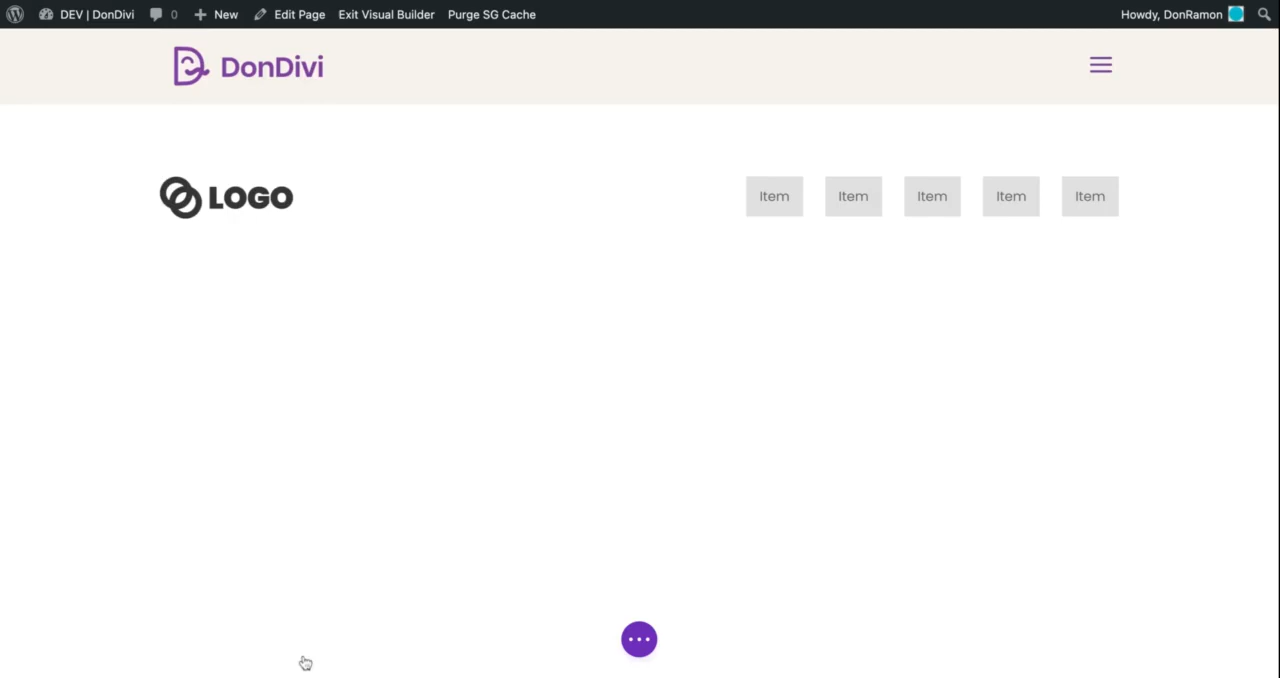 DEV | DonDivi 0 New Edit Page Exit Visual Builder Purge SG Cache Howdy, DonRamon
DonDivi
LOGO Item Item Item Item Item